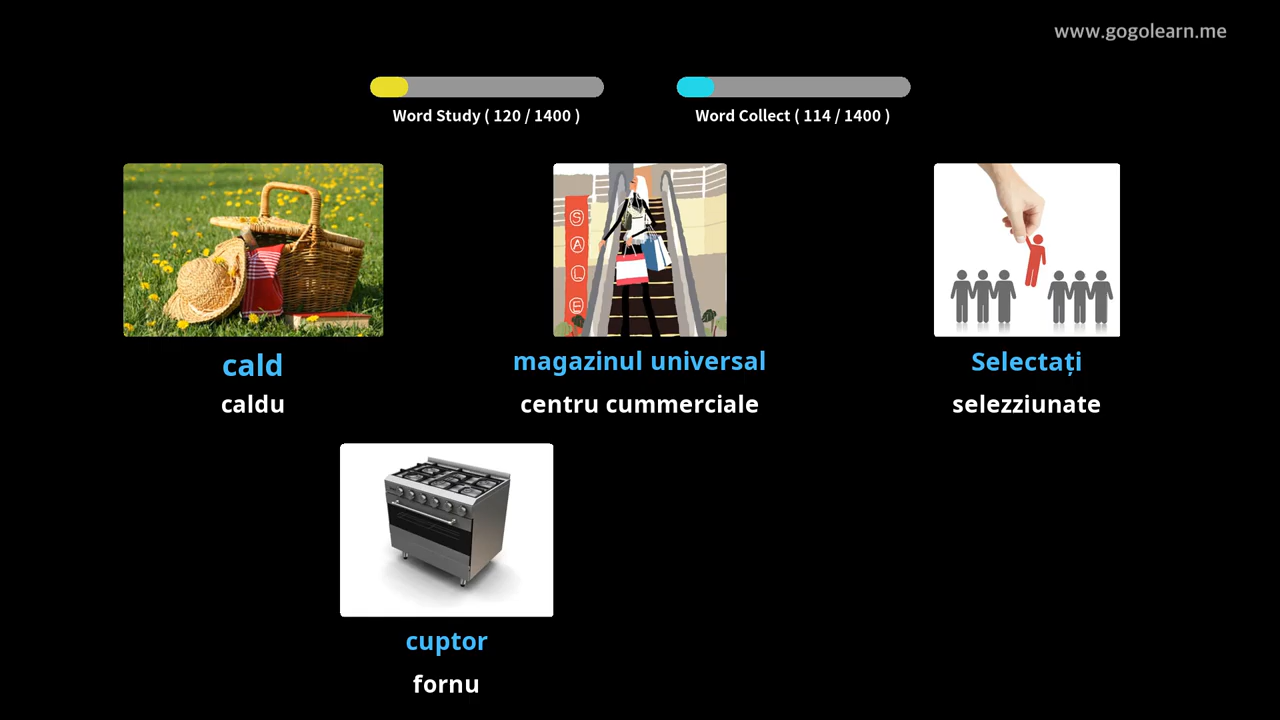 www.gogolearn.me
Word Study ( 120 / 1400 )
Word Collect ( 114 / 1400 )
SALE
cald
caldu
magazinul universal
centru cummerciale
Selectați
selezziunate
cuptor
fornu